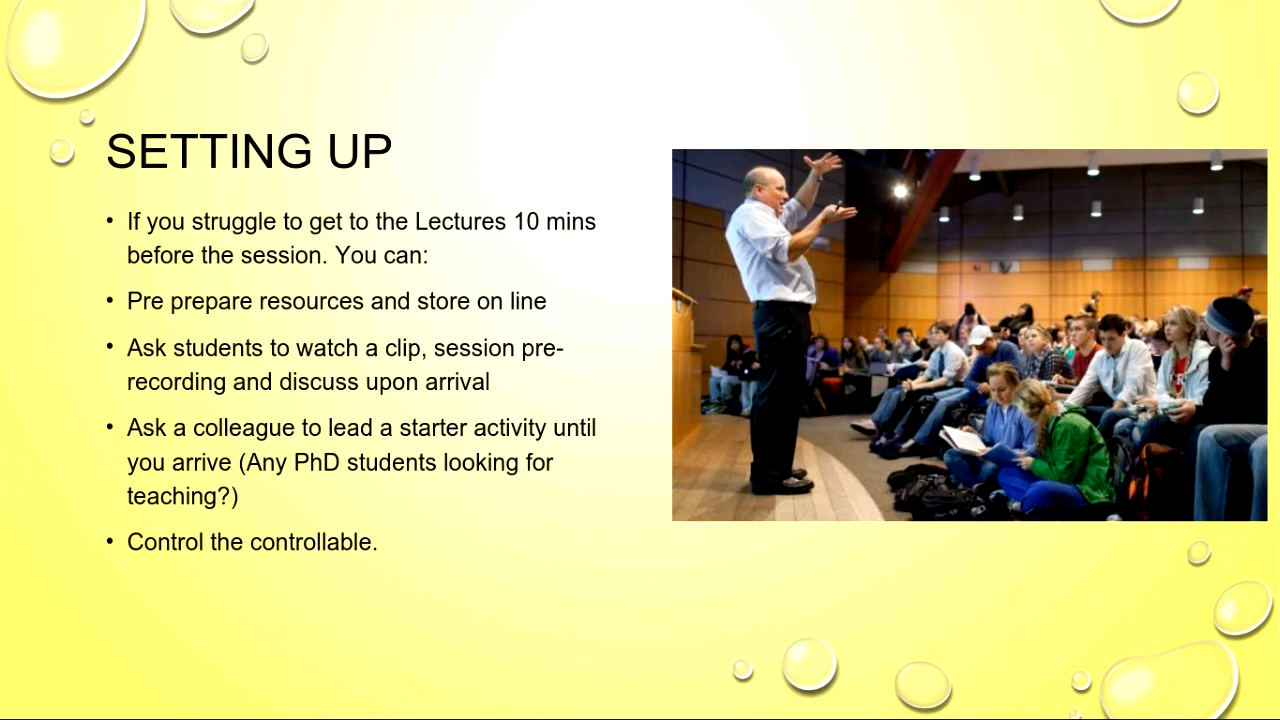 SETTING UP
• If you struggle to get to the Lectures 10 mins
before the session. You can:
• Pre prepare resources and store on line
• Ask students to watch a clip, session pre-
recording and discuss upon arrival
• Ask a colleague to lead a starter activity until
you arrive (Any PhD students looking for
teaching?)
• Control the controllable.